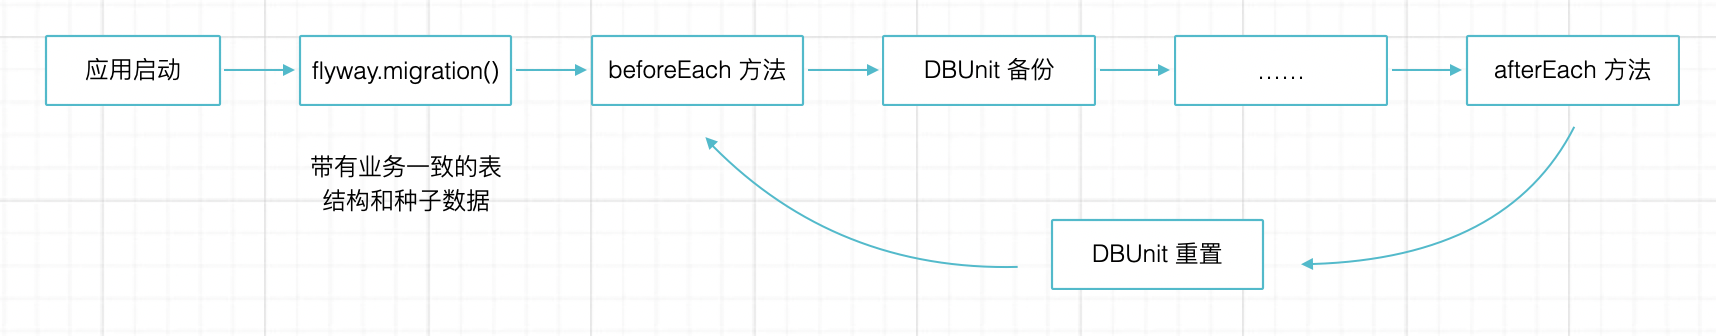 应用启动
flyway.migration()
beforeEach 方法
DBUnit 备份
……
afterEach 方法
带有业务一致的表
结构和种子数据
DBUnit 重置